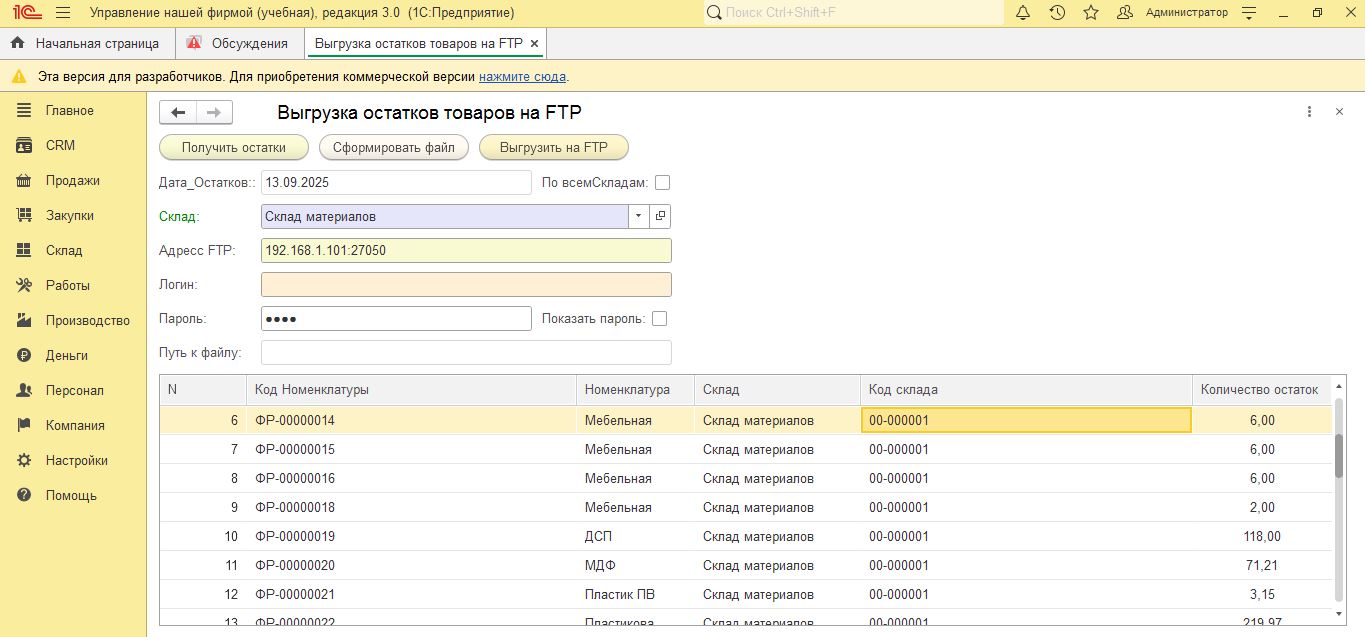 1С Управление нашей фирмой (учебная), редакция 3.0 (1С:Предприятие) Поиск Ctrl+Shift+F Администратор
Начальная страница Обсуждения Выгрузка остатков товаров на FTP ×
Эта версия для разработчиков. Для приобретения коммерческой версии нажмите сюда.
Главное
CRM
Продажи
Закупки
Склад
Работы
Производство
Деньги
Персонал
Компания
Настройки
Помощь
Выгрузка остатков товаров на FTP
Получить остатки Сформировать файл Выгрузить на FTP
Дата_Остатков:: 13.09.2025 По всемСкладам:
Склад: Склад материалов
Адресс FTP: 192.168.1.101:27050
Логин:
Пароль: ●●●● Показать пароль:
Путь к файлу:
N Код Номенклатуры Номенклатура Склад Код склада Количество остаток
6 ФР-00000014 Мебельная Склад материалов 00-000001 6,00
7 ФР-00000015 Мебельная Склад материалов 00-000001 6,00
8 ФР-00000016 Мебельная Склад материалов 00-000001 6,00
9 ФР-00000018 Мебельная Склад материалов 00-000001 2,00
10 ФР-00000019 ДСП Склад материалов 00-000001 118,00
11 ФР-00000020 МДФ Склад материалов 00-000001 71,21
12 ФР-00000021 Пластик ПВ Склад материалов 00-000001 3,15
13 ФР-00000022 Пластикова Склад материалов 00-000001 219,97